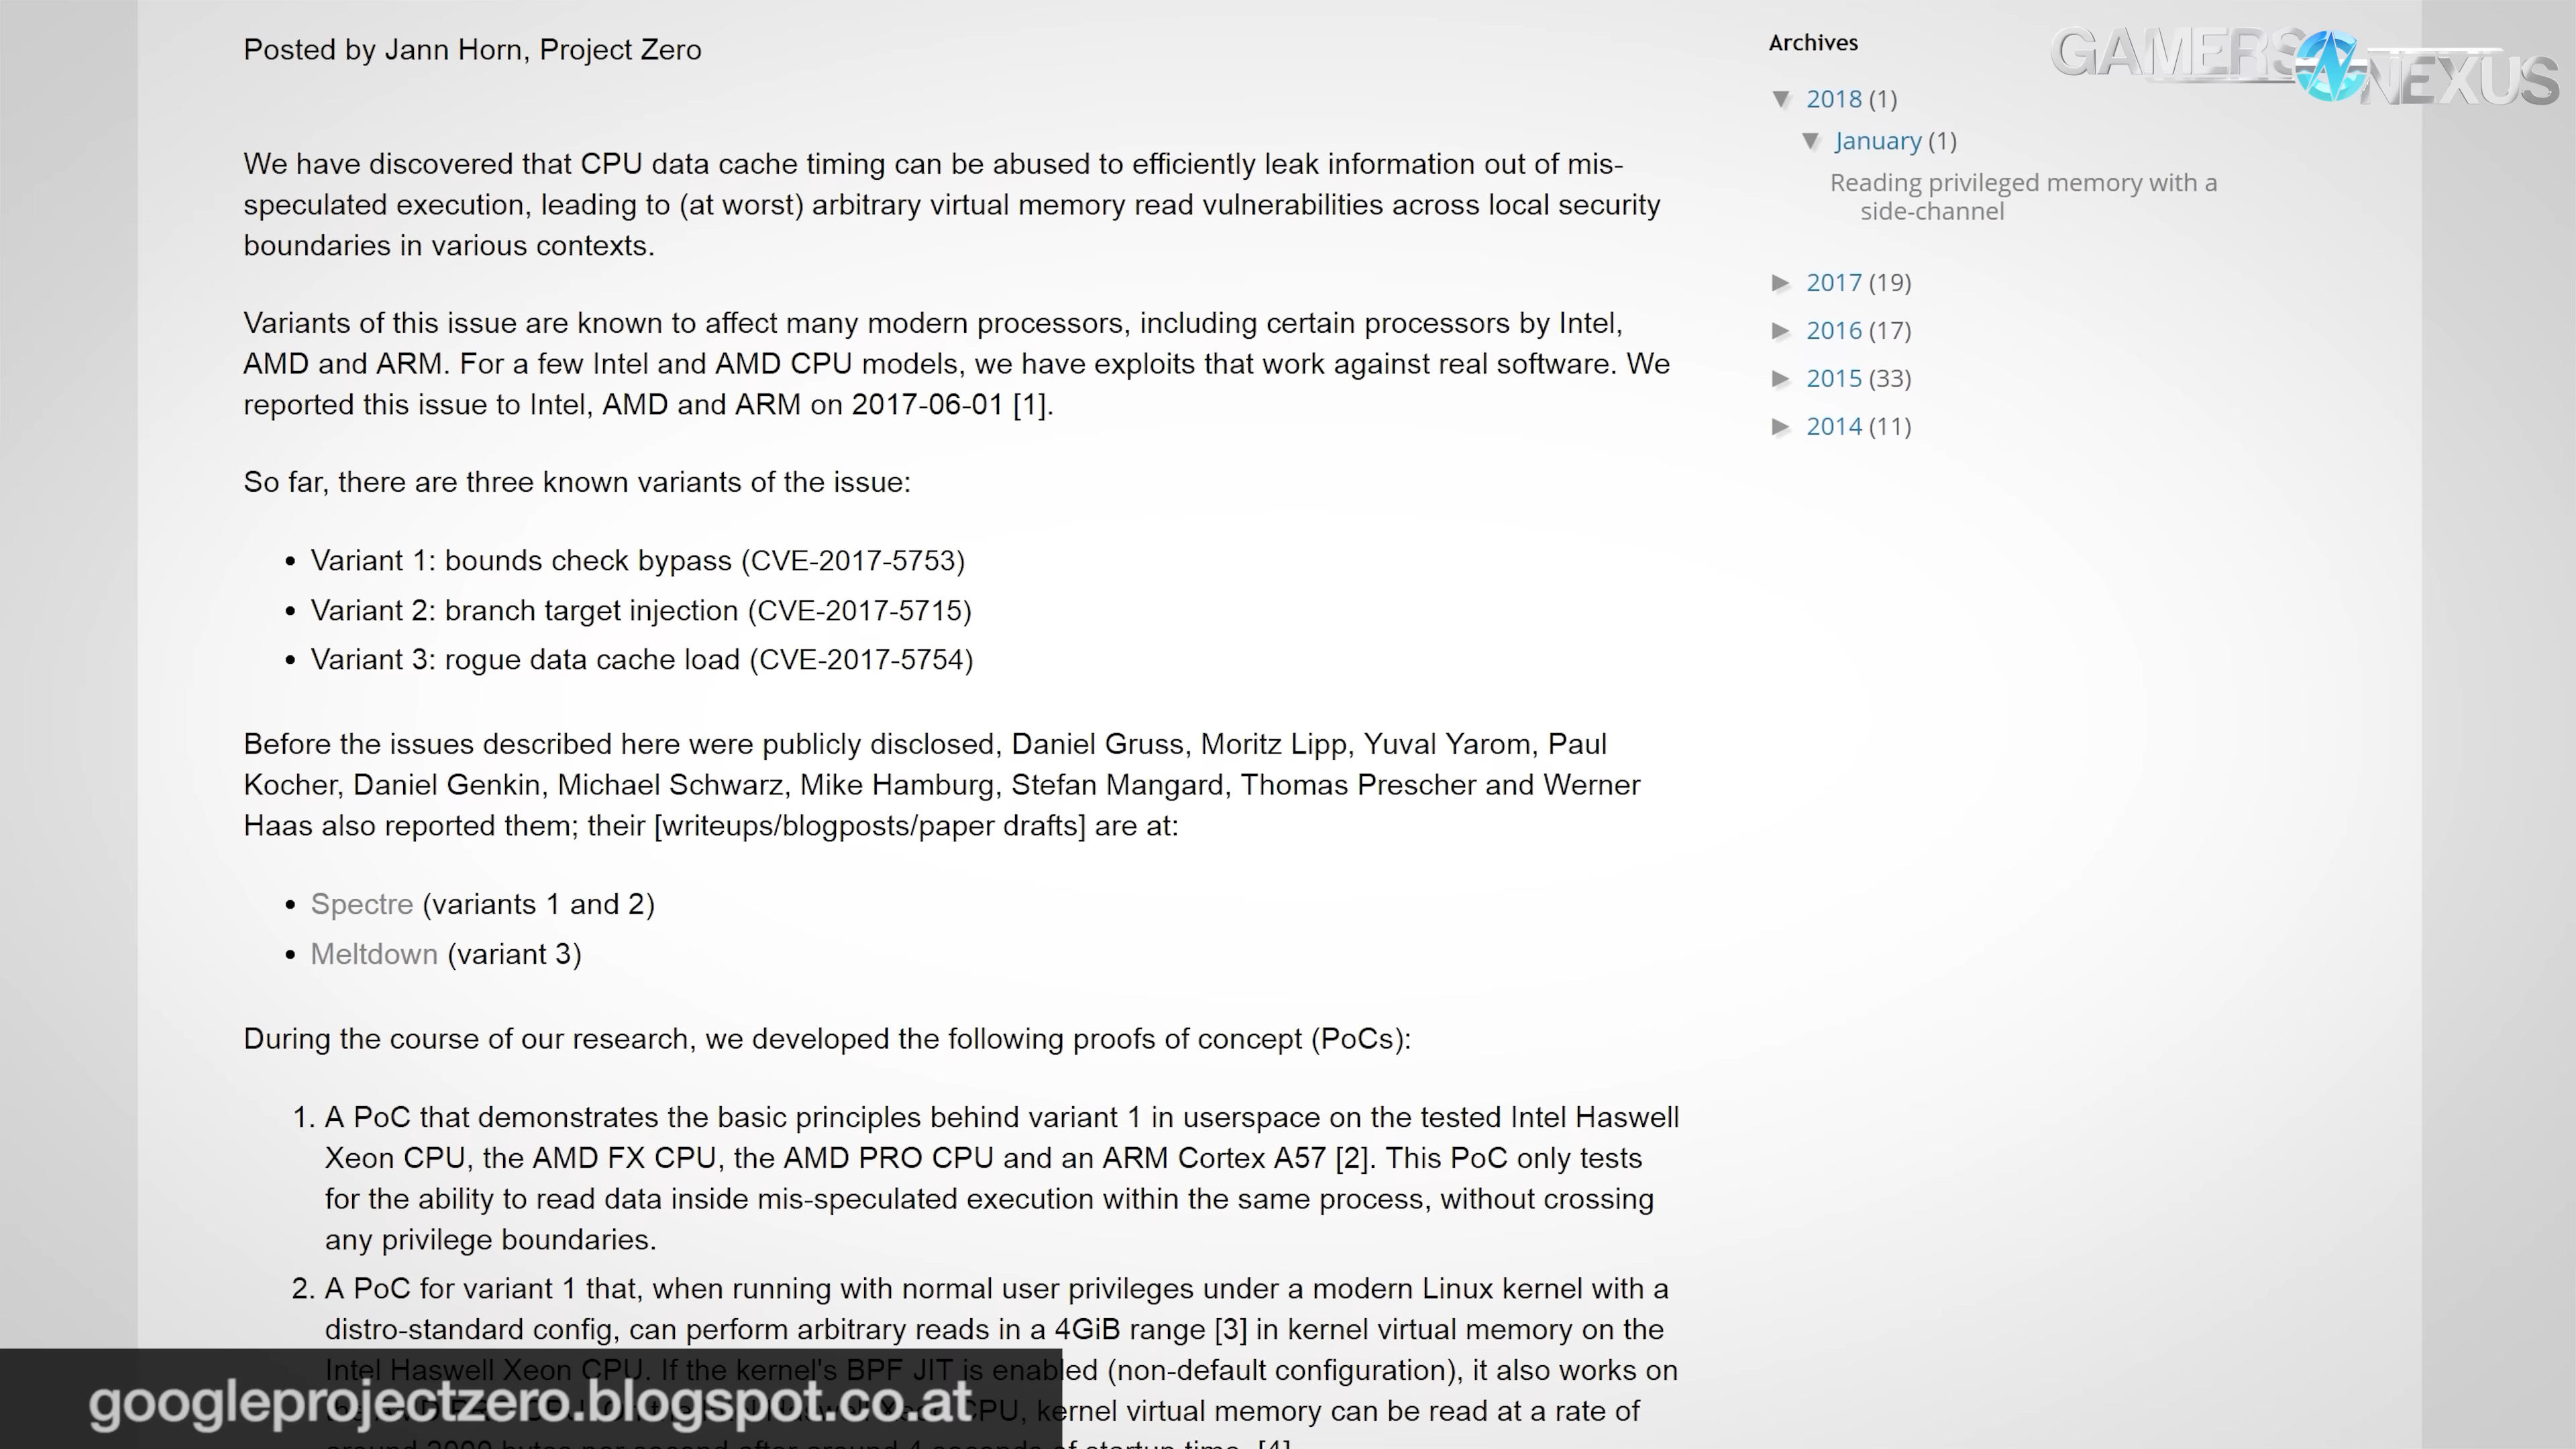 Posted by Jann Horn, Project Zero
We have discovered that CPU data cache timing can be abused to efficiently leak information out of mis-
speculated execution, leading to (at worst) arbitrary virtual memory read vulnerabilities across local security
boundaries in various contexts.
Variants of this issue are known to affect many modern processors, including certain processors by Intel,
AMD and ARM. For a few Intel and AMD CPU models, we have exploits that work against real software. We
reported this issue to Intel, AMD and ARM on 2017-06-01 [1].
So far, there are three known variants of the issue:
• Variant 1: bounds check bypass (CVE-2017-5753)
• Variant 2: branch target injection (CVE-2017-5715)
• Variant 3: rogue data cache load (CVE-2017-5754)
Before the issues described here were publicly disclosed, Daniel Gruss, Moritz Lipp, Yuval Yarom, Paul
Kocher, Daniel Genkin, Michael Schwarz, Mike Hamburg, Stefan Mangard, Thomas Prescher and Werner
Haas also reported them; their [writeups/blogposts/paper drafts] are at:
• Spectre (variants 1 and 2)
• Meltdown (variant 3)
During the course of our research, we developed the following proofs of concept (PoCs):
1. A PoC that demonstrates the basic principles behind variant 1 in userspace on the tested Intel Haswell
Xeon CPU, the AMD FX CPU, the AMD PRO CPU and an ARM Cortex A57 [2]. This PoC only tests
for the ability to read data inside mis-speculated execution within the same process, without crossing
any privilege boundaries.
2. A PoC for variant 1 that, when running with normal user privileges under a modern Linux kernel with a
distro-standard config, can perform arbitrary reads in a 4GiB range [3] in kernel virtual memory on the
Intel Haswell Xeon CPU. If the kernel's BPF JIT is enabled (non-default configuration), it also works on
CPU, kernel virtual memory can be read at a rate of
googleprojectzero.blogspot.co.at
Archives
▼ 2018 (1)
▼ January (1)
Reading privileged memory with a
side-channel
► 2017 (19)
► 2016 (17)
► 2015 (33)
► 2014 (11)
GAMERS NEXUS